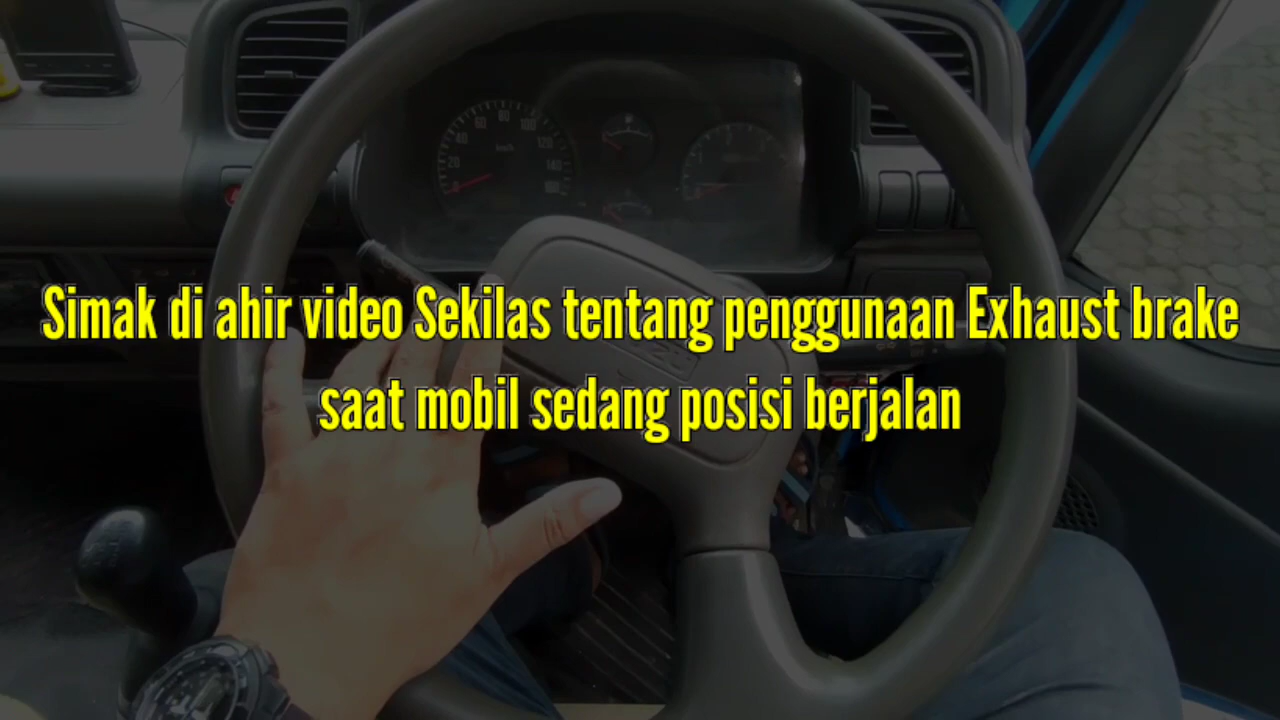 Simak di ahir video Sekilas tentang penggunaan Exhaust brake
saat mobil sedang posisi berjalan